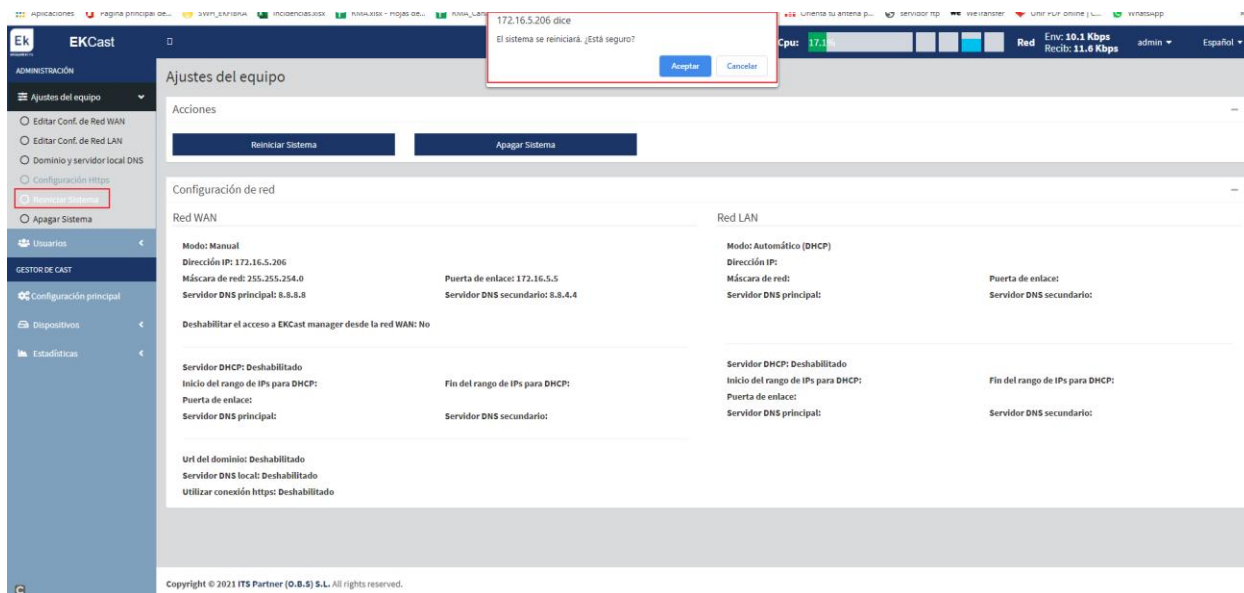 Aplicaciones Página principal de... SWH_EKFIBRA Incidencias.xlsx KMA.xlsx - Hojas de... Orienta tu antena p... servidor ftp WeTransfer Unir PDF online | WhatsApp
172.16.5.206 dice
El sistema se reiniciará. ¿Está seguro?
Aceptar Cancelar
Ek EKCast Cpu: 17.1% Red Env: 10.1 Kbps admin Español
Recib: 11.6 Kbps
ADMINISTRACIÓN
Ajustes del equipo
Editar Conf. de Red WAN
Editar Conf. de Red LAN
Dominio y servidor local DNS
Configuración Https
Reiniciar Sistema
Apagar Sistema
Usuarios
GESTOR DE CAST
Configuración principal
Dispositivos
Estadísticas
Ajustes del equipo
Acciones
Reiniciar Sistema Apagar Sistema
Configuración de red
Red WAN
Modo: Manual
Dirección IP: 172.16.5.206
Máscara de red: 255.255.254.0 Puerta de enlace: 172.16.5.5
Servidor DNS principal: 8.8.8.8 Servidor DNS secundario: 8.8.4.4
Deshabilitar el acceso a EKCast manager desde la red WAN: No
Servidor DHCP: Deshabilitado
Inicio del rango de IPs para DHCP: Fin del rango de IPs para DHCP:
Puerta de enlace:
Servidor DNS principal: Servidor DNS secundario:
Url del dominio: Deshabilitado
Servidor DNS local: Deshabilitado
Utilizar conexión https: Deshabilitado
Red LAN
Modo: Automático (DHCP)
Dirección IP:
Máscara de red: Puerta de enlace:
Servidor DNS principal: Servidor DNS secundario:
Servidor DHCP: Deshabilitado
Inicio del rango de IPs para DHCP: Fin del rango de IPs para DHCP:
Puerta de enlace:
Servidor DNS principal: Servidor DNS secundario:
Copyright © 2021 ITS Partner (O.B.S) S.L. All rights reserved.